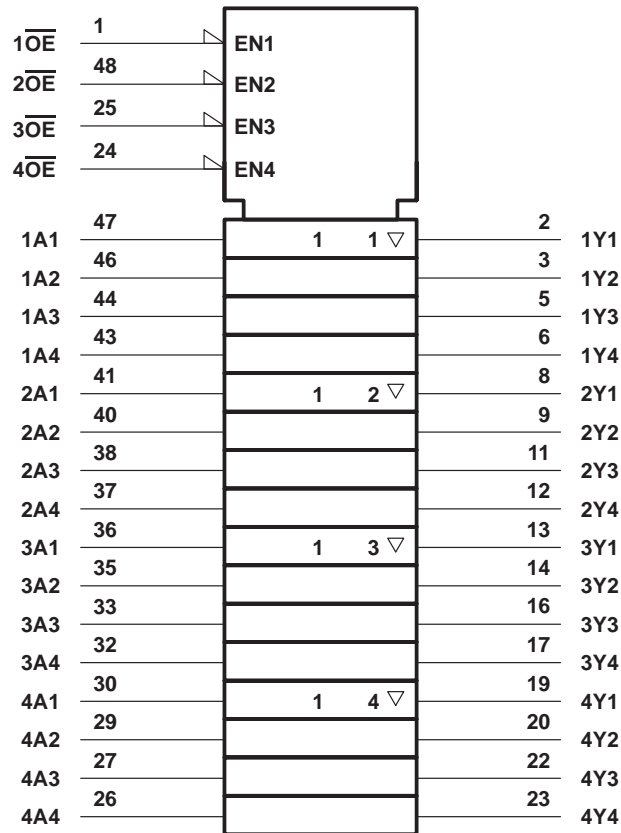 1O̅E̅ 1 EN1
2O̅E̅ 48 EN2
3O̅E̅ 25 EN3
4O̅E̅ 24 EN4
1A1 47 1 1 ▽ 2 1Y1
1A2 46 3 1Y2
1A3 44 5 1Y3
1A4 43 6 1Y4
2A1 41 1 2 ▽ 8 2Y1
2A2 40 9 2Y2
2A3 38 11 2Y3
2A4 37 12 2Y4
3A1 36 1 3 ▽ 13 3Y1
3A2 35 14 3Y2
3A3 33 16 3Y3
3A4 32 17 3Y4
4A1 30 1 4 ▽ 19 4Y1
4A2 29 20 4Y2
4A3 27 22 4Y3
4A4 26 23 4Y4